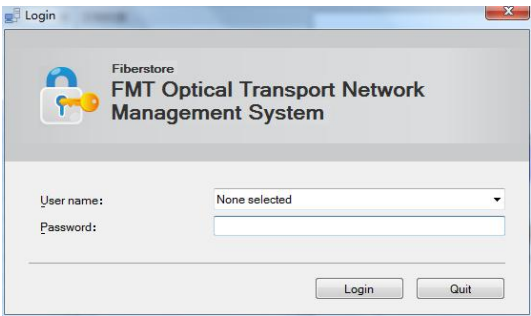 Login
Fiberstore
FMT Optical Transport Network
Management System
User name:
None selected
Password:
Login
Quit